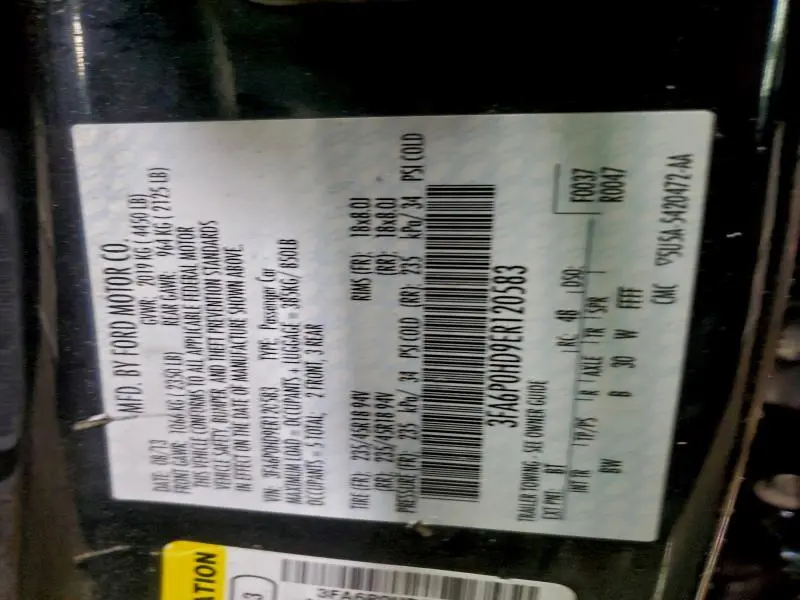 MFD. BY FORD MOTOR CO.
DATE: 08/13 GVWR: 2019 KG ( 4450 LB)
FRONT GAWR: 1066 KG ( 2350 LB) REAR GAWR: 964 KG ( 2125 LB)
THIS VEHICLE CONFORMS TO ALL APPLICABLE FEDERAL MOTOR
VEHICLE SAFETY, BUMPER, AND THEFT PREVENTION STANDARDS
IN EFFECT ON THE DATE OF MANUFACTURE SHOWN ABOVE.
VIN: 3FA6P0HD9ER120583 TYPE: Passenger Car
MAXIMUM LOAD = OCCUPANTS + LUGGAGE = 385KG/ 850LB
OCCUPANTS = 5 TOTAL: 2 FRONT, 3 REAR
TIRE (FR): 235/45R18 94V RIMS (FR): 18x8.0J
(RR): 235/45R18 94V (RR): 18x8.0J
PRESSURE (FR): 235 kPa/ 34 PSI COLD (RR): 235 kPa/ 34 PSI COLD
3FA6P0HD9ER120583
TRAILER TOWING - SEE OWNER GUIDE
F0037
R0047
EXT PNT: BT RC: 4B DSO:
INT TR TP/PS R AXLE TR SPR
BW B 30 W FFFF
CMC 5U5A-5420472-AA
ATION
3